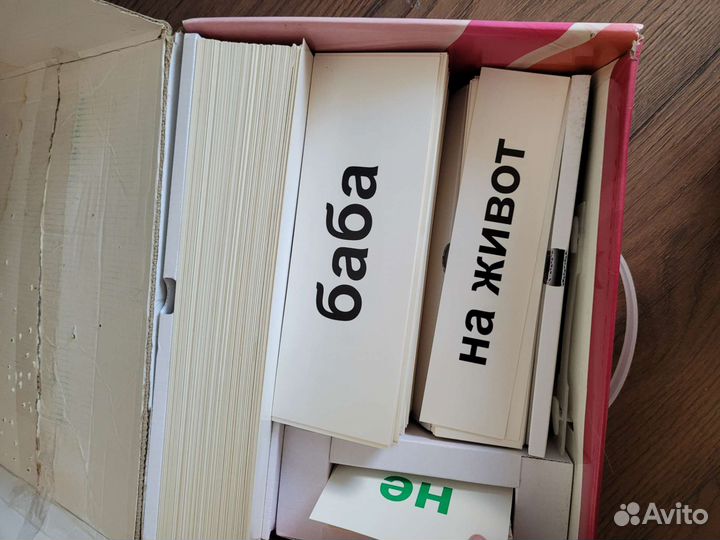 баба
на живот
не
Avito